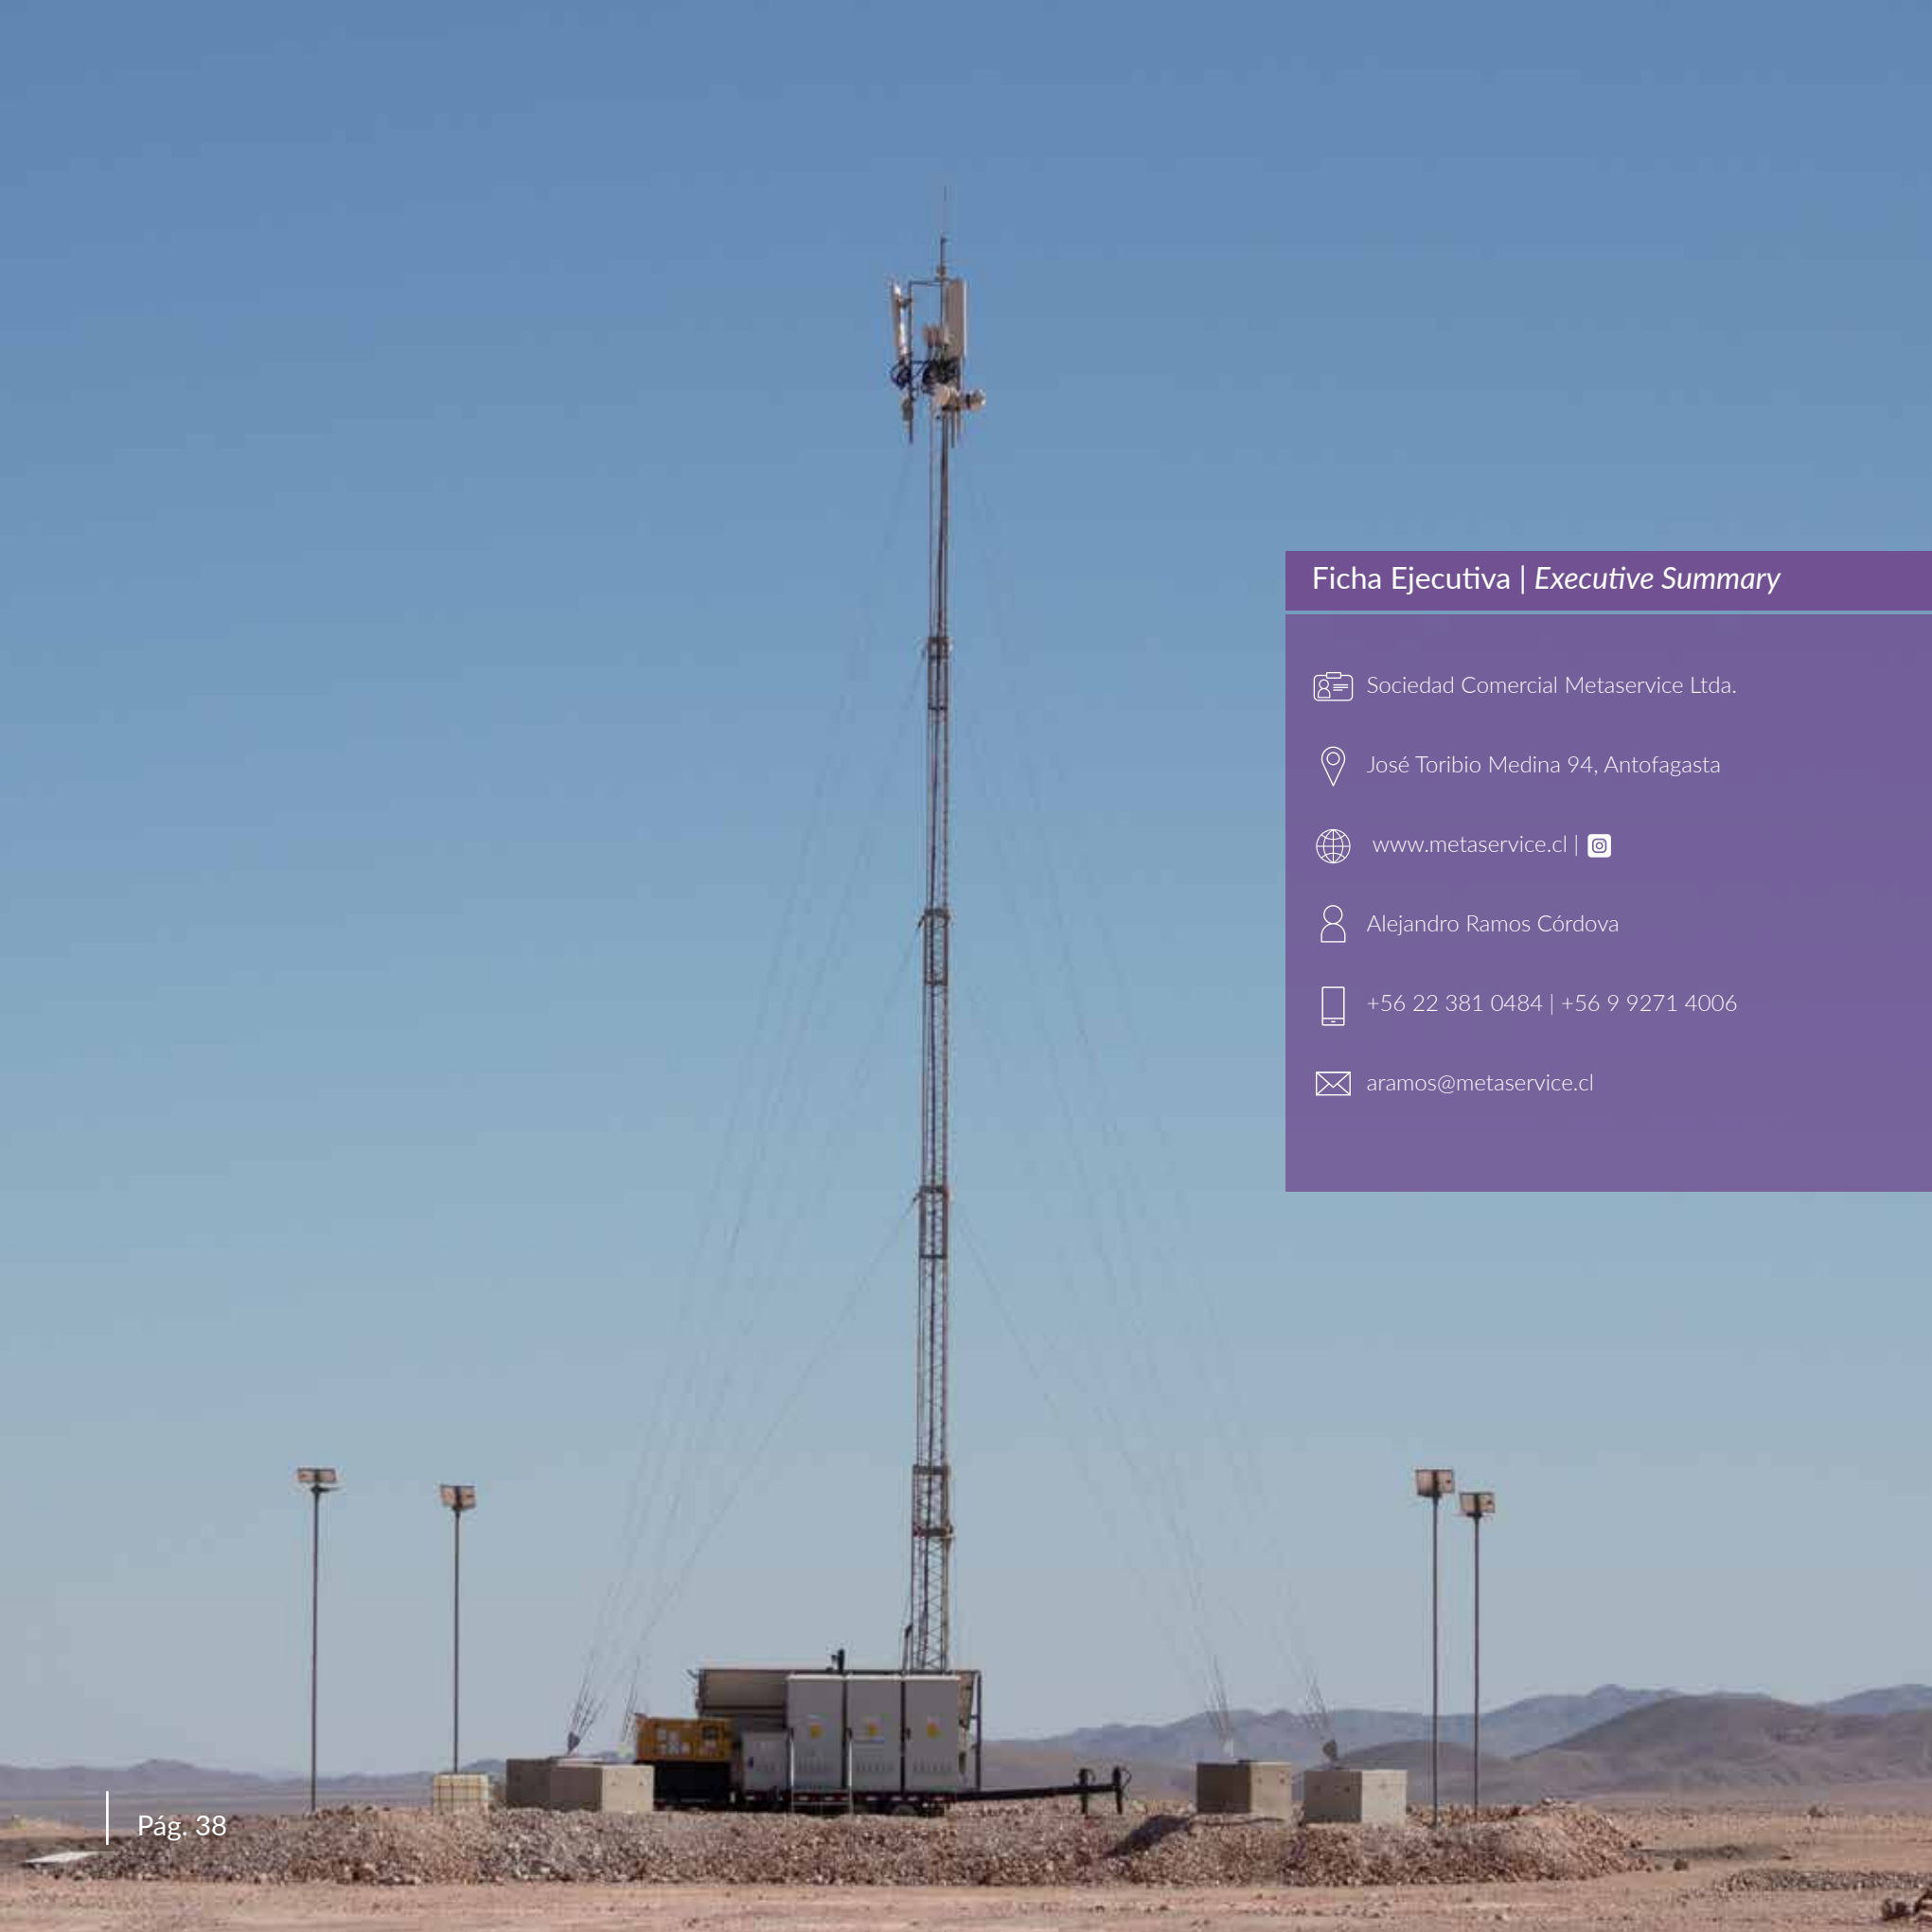 Ficha Ejecutiva | Executive Summary
Sociedad Comercial Metaservice Ltda.
José Toribio Medina 94, Antofagasta
www.metaservice.cl |
Alejandro Ramos Córdova
+56 22 381 0484 | +56 9 9271 4006
aramos@metaservice.cl
Pág. 38